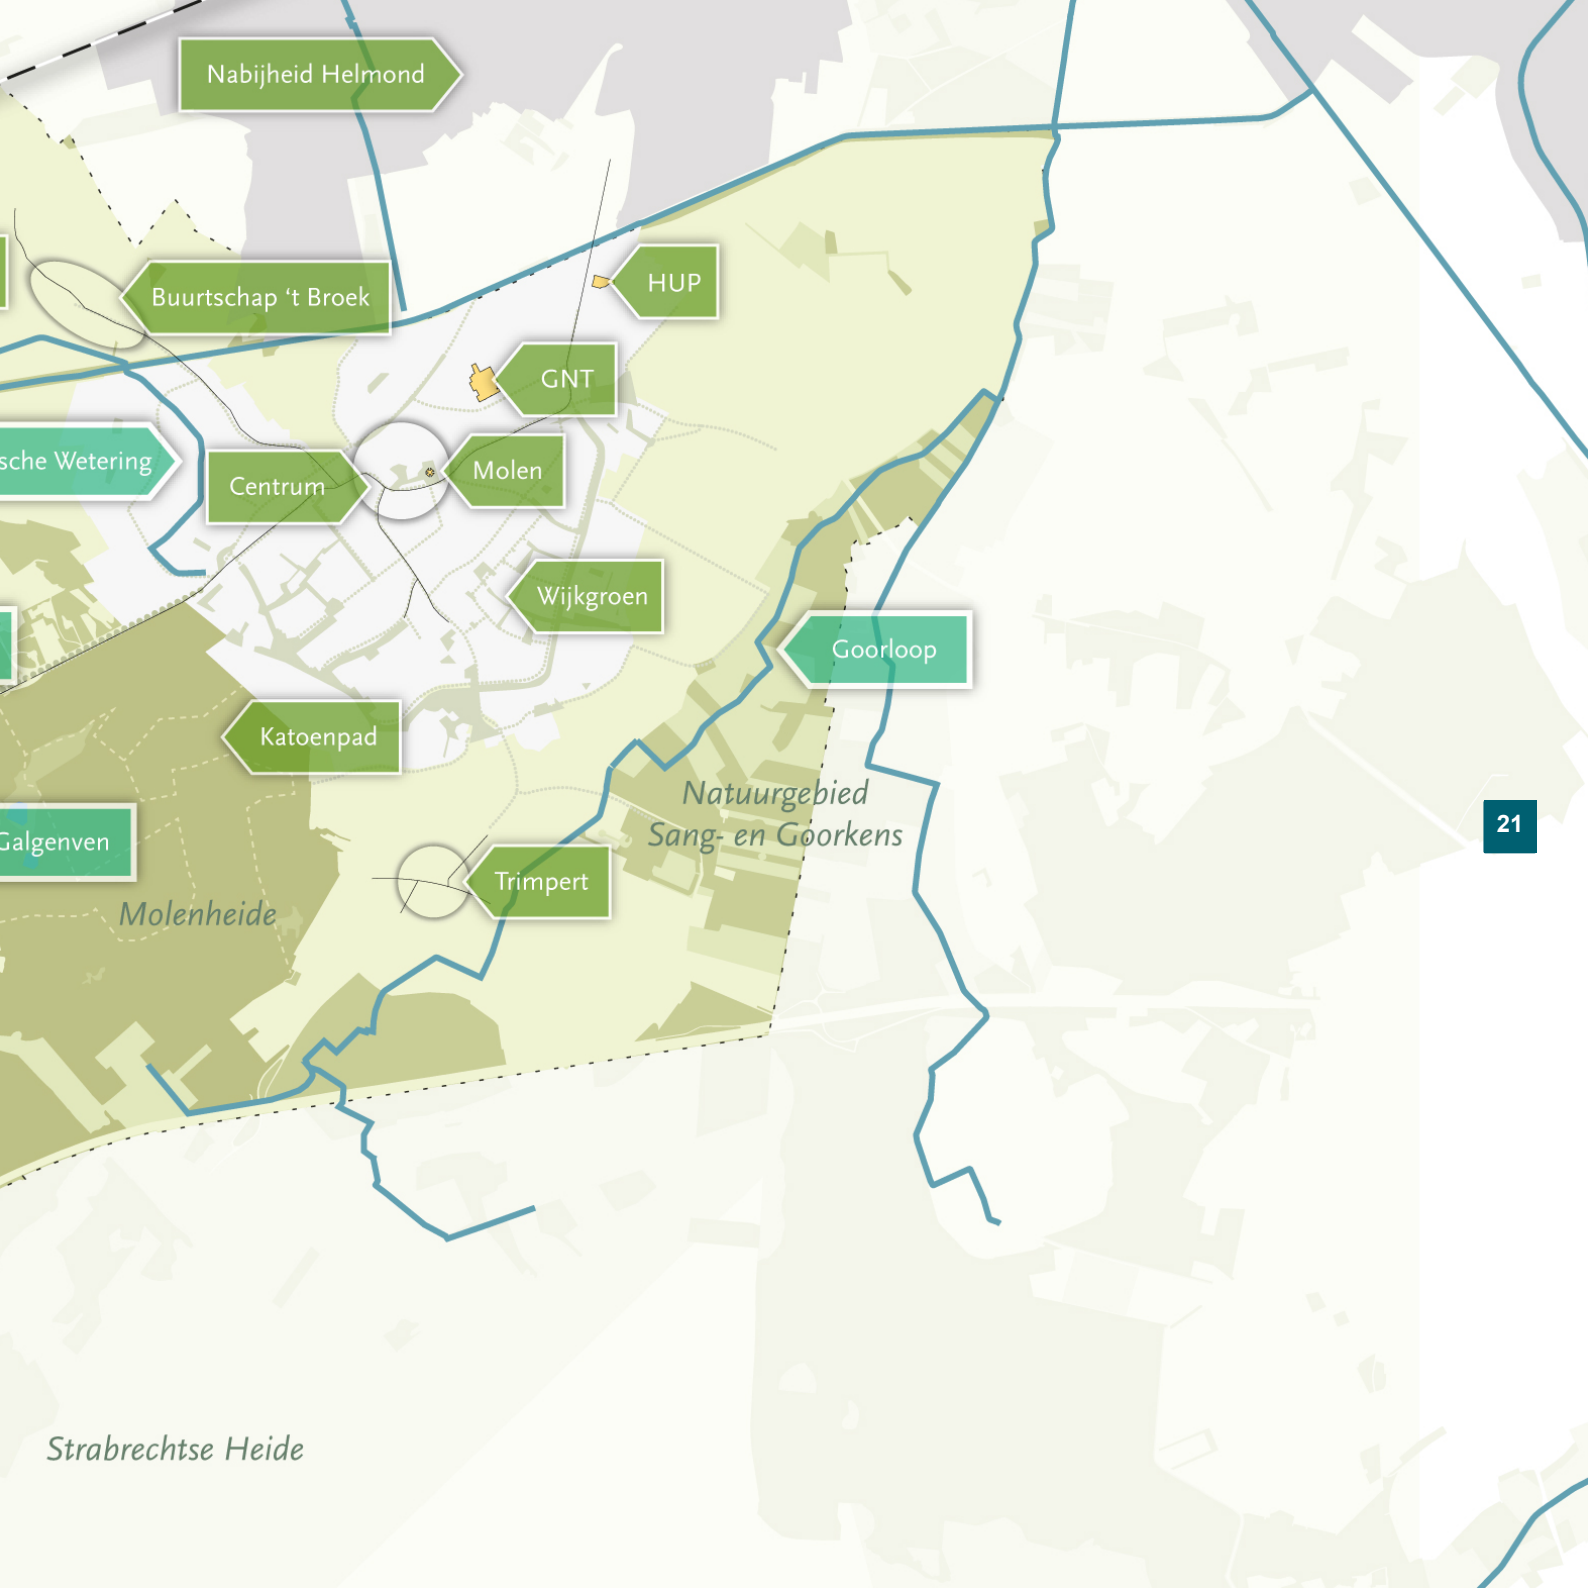 Nabijheid Helmond
HUP
Buurtschap ‘t Broek
GNT
sche Wetering
Centrum
Molen
Wijkgroen
Goorloop
Katoenpad
Natuurgebied
Sang- en Goorkens
21
Galgenven
Trimpert
Molenheide
Strabrechtse Heide